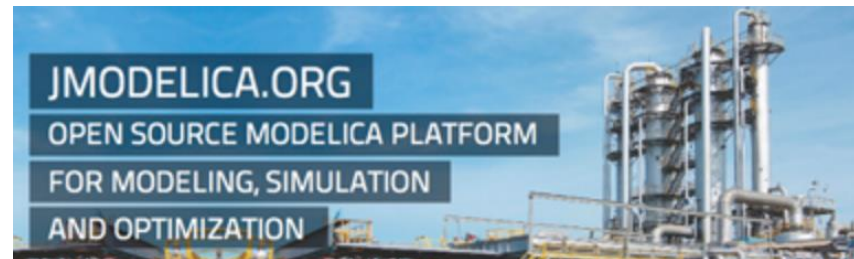 JMODELICA.ORG
OPEN SOURCE MODELICA PLATFORM
FOR MODELING, SIMULATION
AND OPTIMIZATION